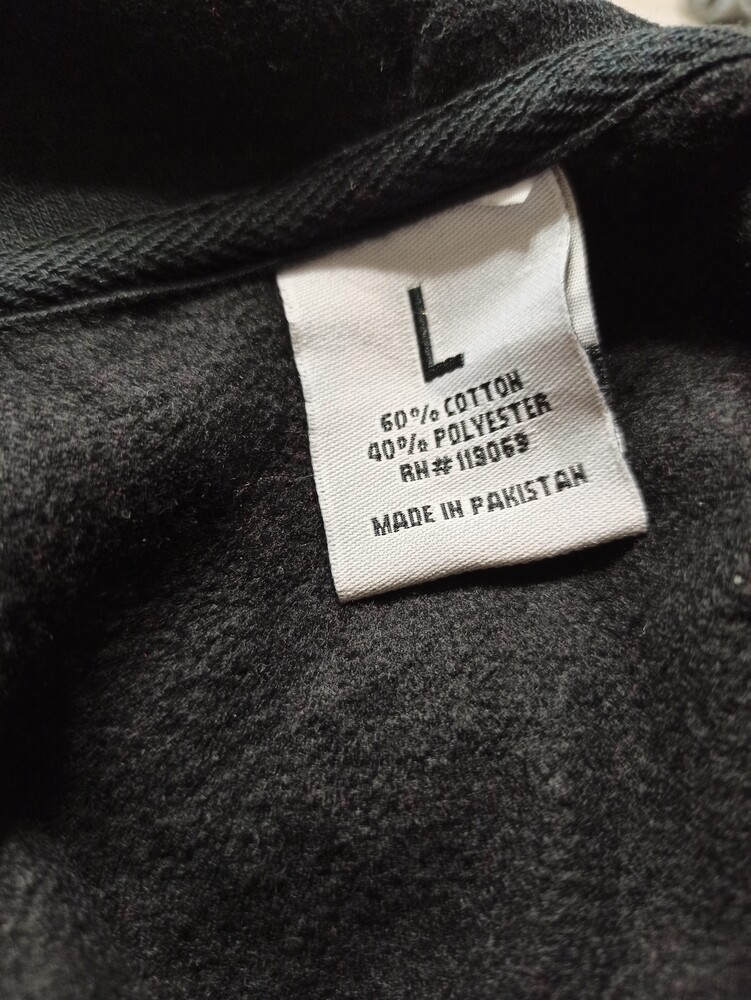 L
60% COTTON
40% POLYESTER
RN#119069
MADE IN PAKISTAN